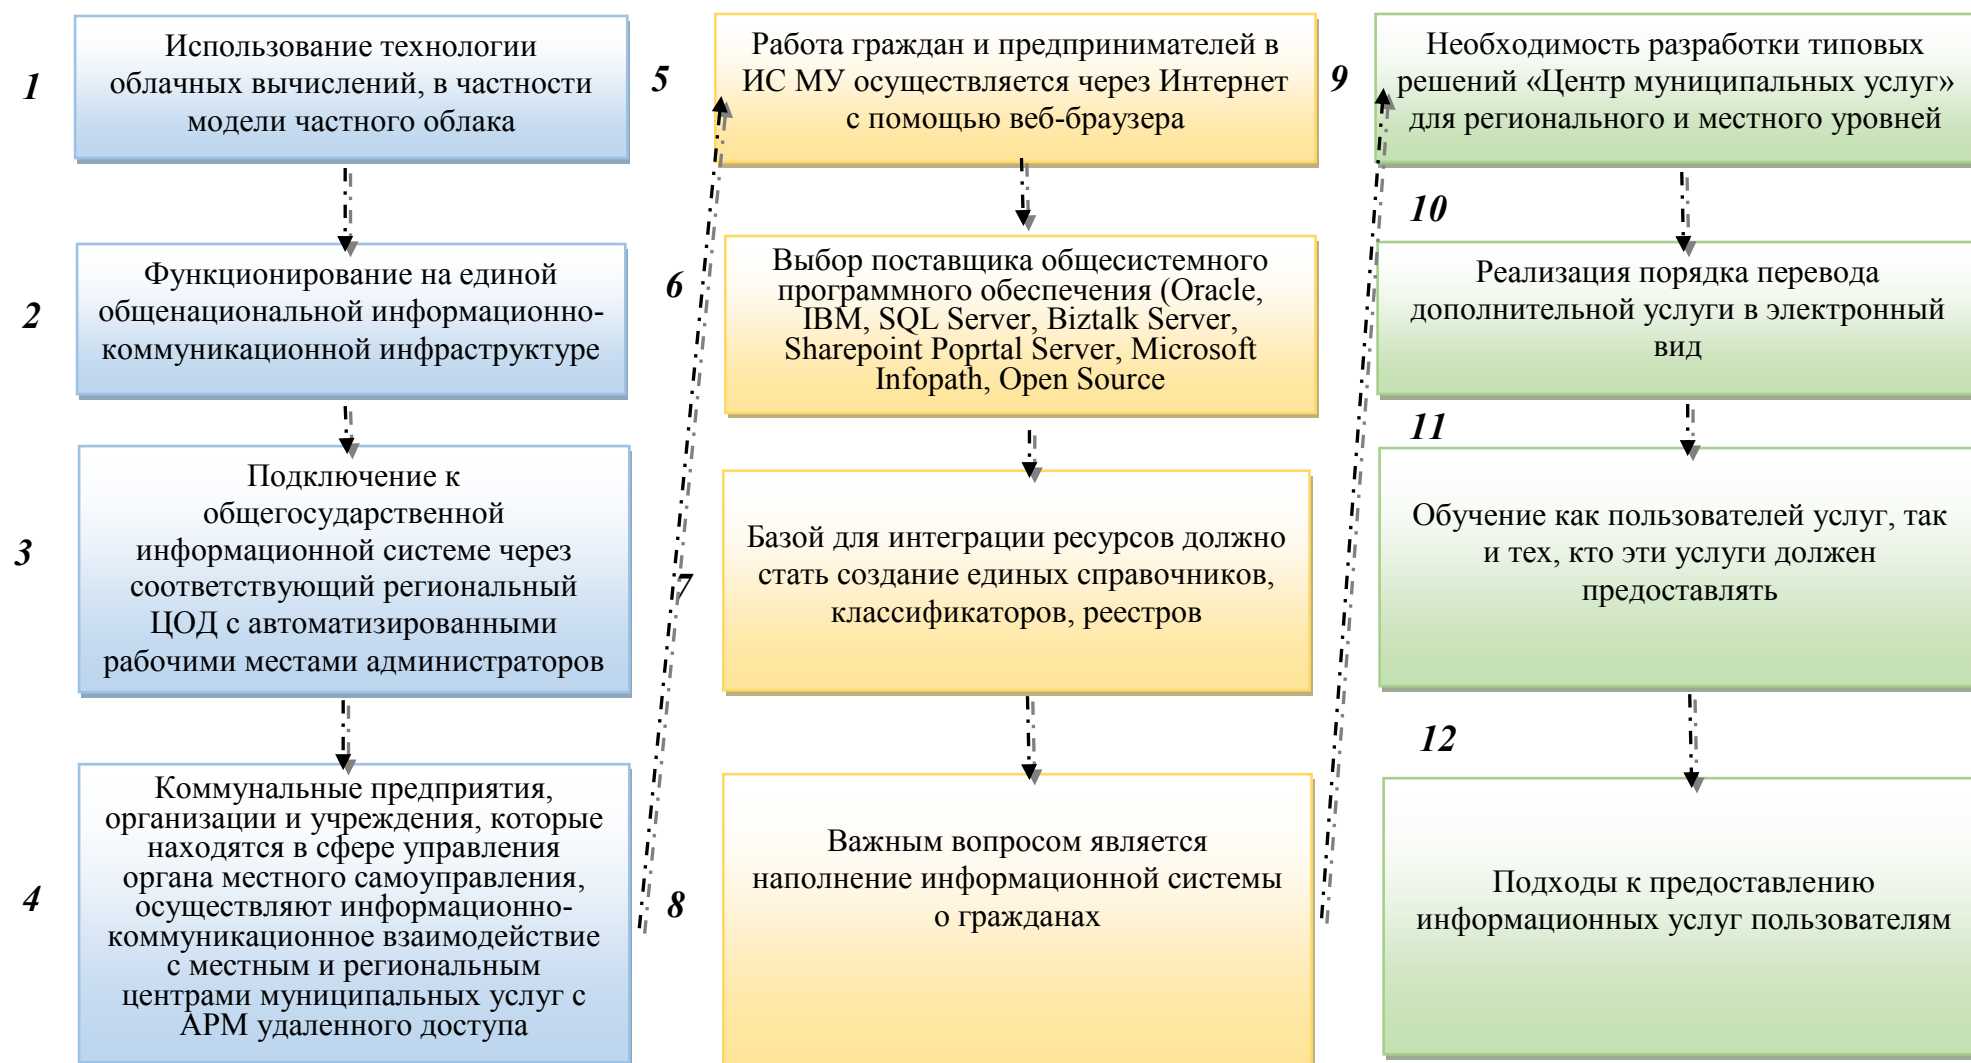 1
Использование технологии
облачных вычислений, в частности
модели частного облака
2
Функционирование на единой
общенациональной информационно-
коммуникационной инфраструктуре
3
Подключение к
общегосударственной
информационной системе через
соответствующий региональный
ЦОД с автоматизированными
рабочими местами администраторов
4
Коммунальные предприятия,
организации и учреждения, которые
находятся в сфере управления
органа местного самоуправления,
осуществляют информационно-
коммуникационное взаимодействие
с местным и региональным
центрами муниципальных услуг с
АРМ удаленного доступа
5
Работа граждан и предпринимателей в
ИС МУ осуществляется через Интернет
с помощью веб-браузера
6
Выбор поставщика общесистемного
программного обеспечения (Oracle,
IBM, SQL Server, Biztalk Server,
Sharepoint Poprtal Server, Microsoft
Infopath, Open Source
7
Базой для интеграции ресурсов должно
стать создание единых справочников,
классификаторов, реестров
8
Важным вопросом является
наполнение информационной системы
о гражданах
9
Необходимость разработки типовых
решений «Центр муниципальных услуг»
для регионального и местного уровней
10
Реализация порядка перевода
дополнительной услуги в электронный
вид
11
Обучение как пользователей услуг, так
и тех, кто эти услуги должен
предоставлять
12
Подходы к предоставлению
информационных услуг пользователям